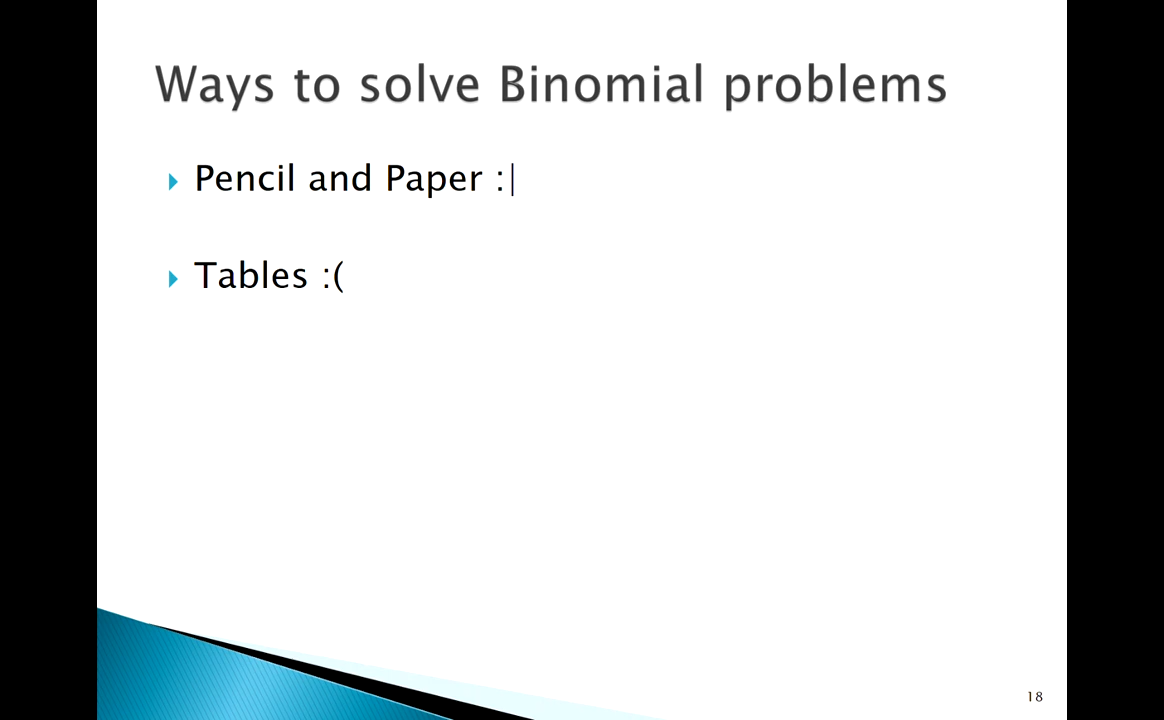 Ways to solve Binomial problems
Pencil and Paper :|
Tables :(
18